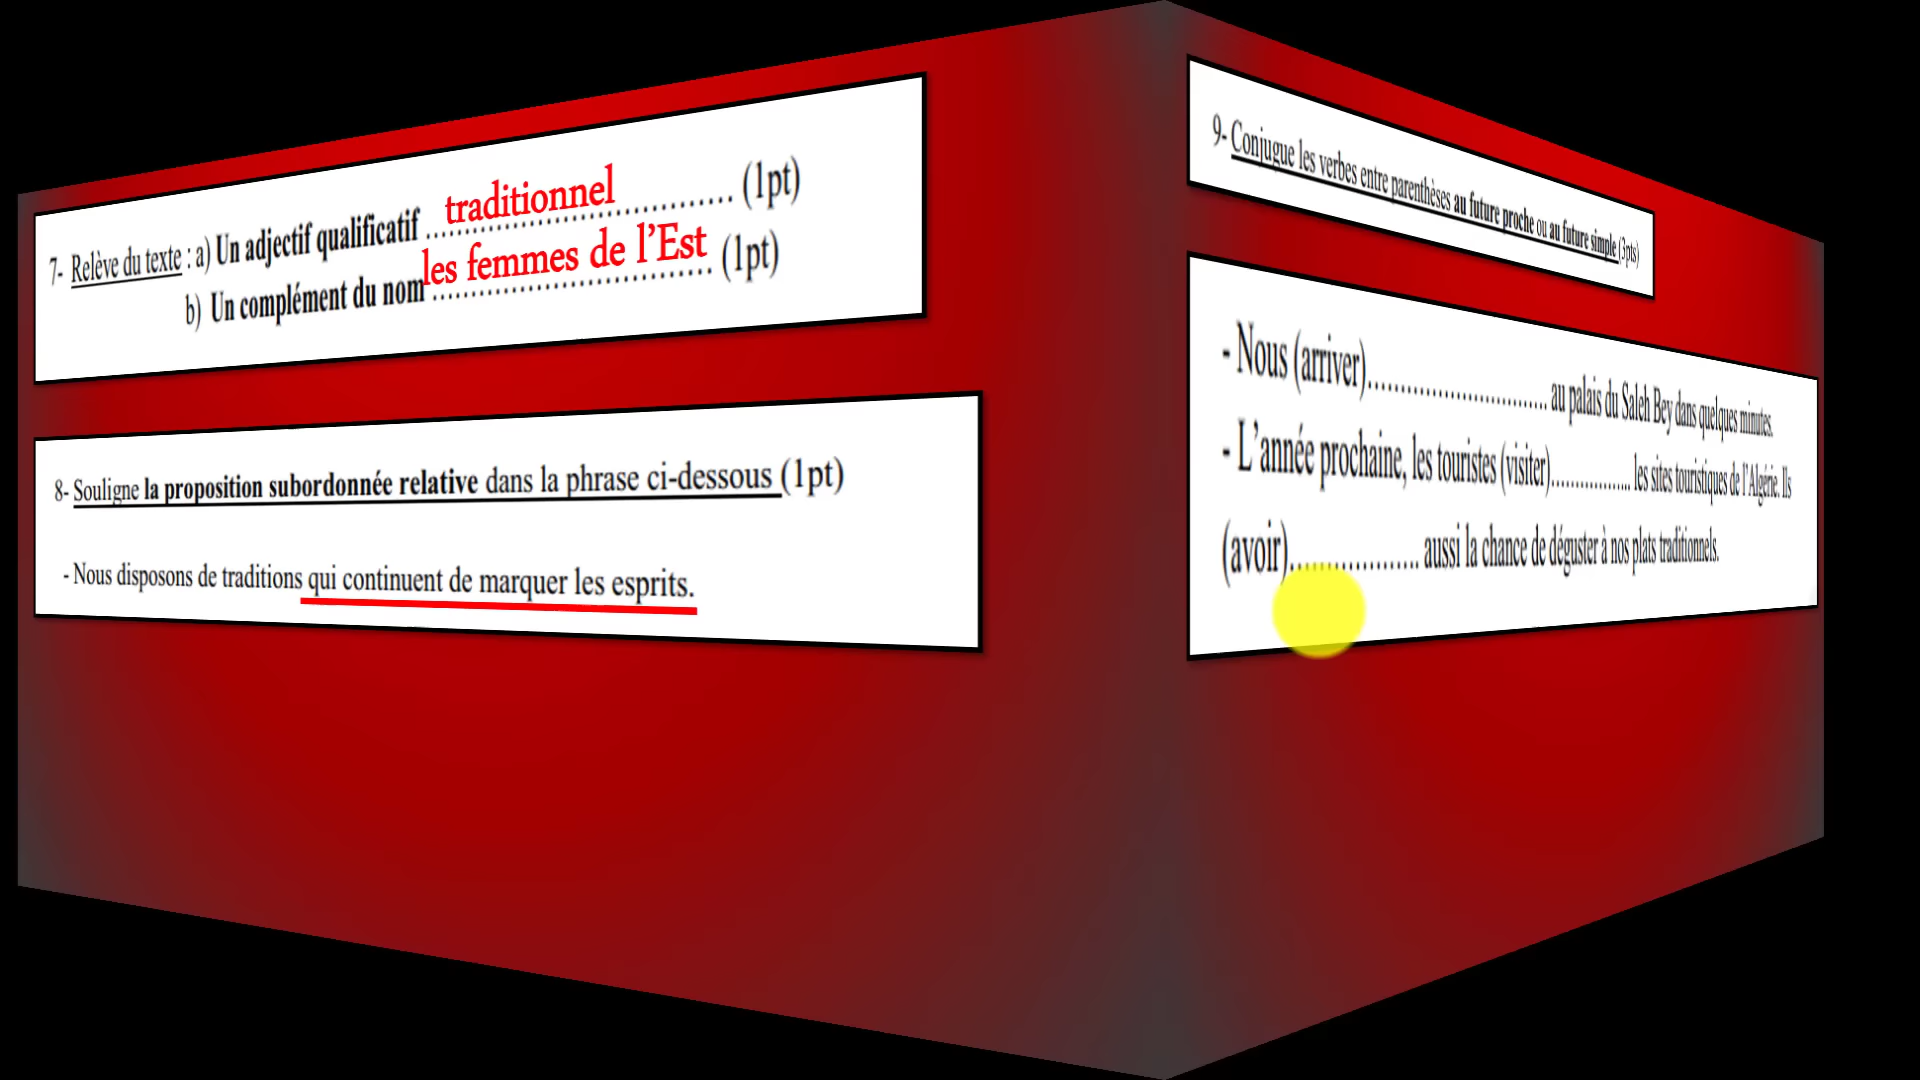 7- Relève du texte : a) Un adjectif qualificatif traditionnel (1pt)
b) Un complément du nom les femmes de l’Est (1pt)
8- Souligne la proposition subordonnée relative dans la phrase ci-dessous (1pt)
- Nous disposons de traditions qui continuent de marquer les esprits.
9- Conjugue les verbes entre parenthèses au future proche ou au future simple (3pts)
- Nous (arriver)........................... au palais du Saleh Bey dans quelques minutes.
- L’année prochaine, les touristes (visiter)................ les sites touristiques de l’Algérie. Ils
(avoir)................... aussi la chance de déguster à nos plats traditionnels.